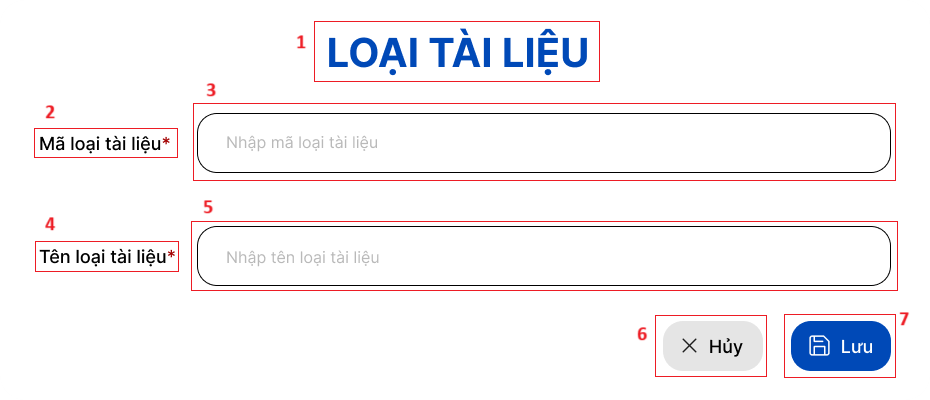 1 LOẠI TÀI LIỆU
3
2
Mã loại tài liệu* Nhập mã loại tài liệu
5
4
Tên loại tài liệu* Nhập tên loại tài liệu
6 Hủy Lưu 7